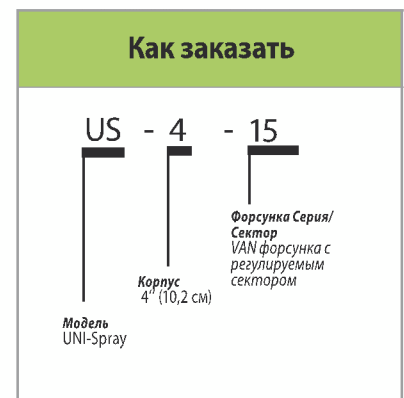 Как заказать
US - 4 - 15
Форсунка Серия/
Сектор
VAN форсунка с
регулируемым
сектором
Корпус
4" (10,2 см)
Модель
UNI-Spray